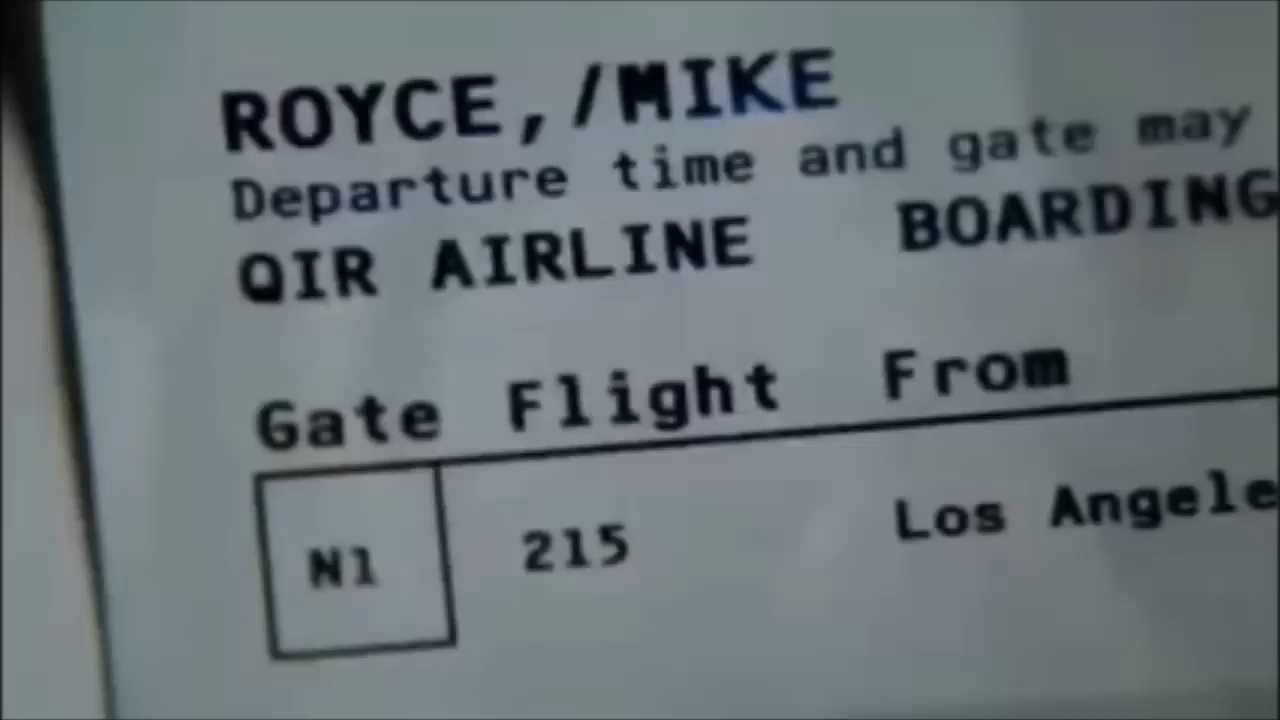 ROYCE,/MIKE
Departure time and gate may
QIR AIRLINE BOARDING
Gate Flight From
N1 215 Los Angele